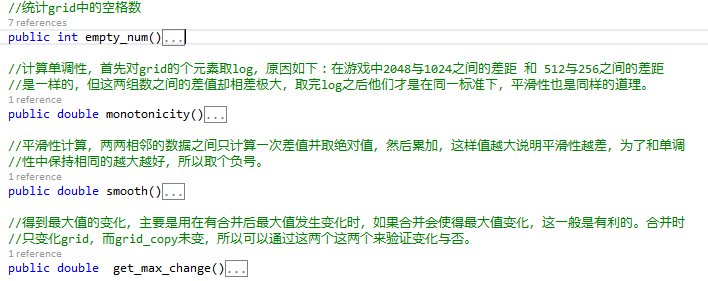 //统计grid中的空格数
7 references
public int empty_num()...
//计算单调性，首先对grid的个元素取log，原因如下：在游戏中2048与1024之间的差距 和 512与256之间的差距
//是一样的，但这两组数之间的差值却相差极大，取完log之后他们才是在同一标准下，平滑性也是同样的道理。
1 reference
public double monotonicity()...
//平滑性计算，两两相邻的数据之间只计算一次差值并取绝对值，然后累加，这样值越大说明平滑性越差，为了和单调
//性中保持相同的越大越好，所以取个负号。
1 reference
public double smooth()...
//得到最大值的变化，主要是用在有合并后最大值发生变化时，如果合并会使得最大值变化，这一般是有利的。合并时
//只变化grid，而grid_copy未变，所以可以通过这两个这两个来验证变化与否。
1 reference
public double  get_max_change()...